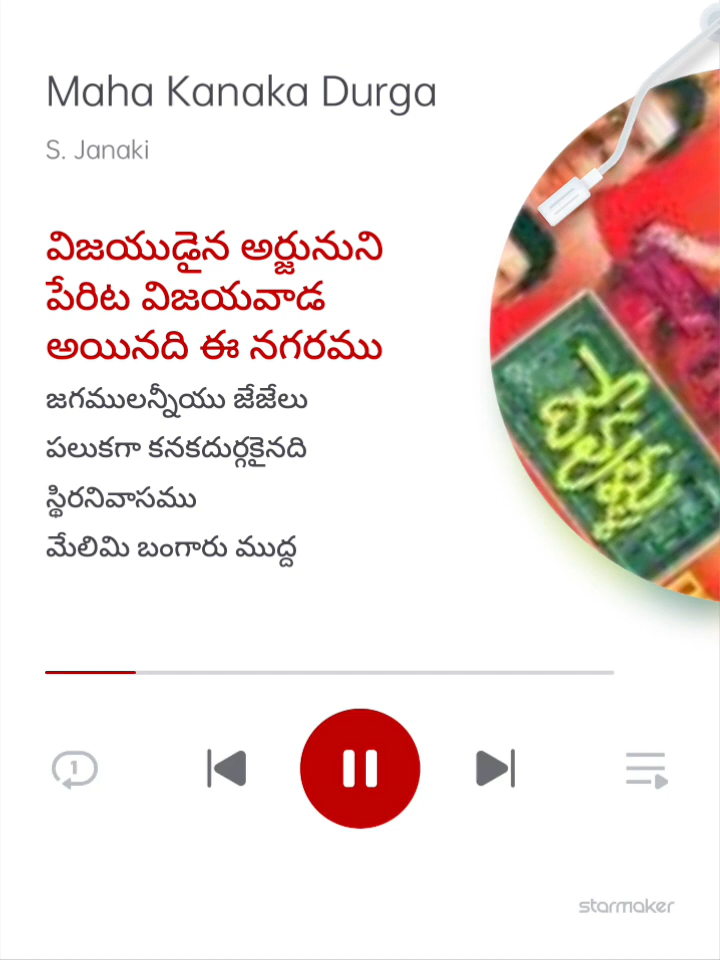 Maha Kanaka Durga
S. Janaki
విజయుడైన అర్జునుని
పేరిట విజయవాడ
అయినది ఈ నగరము
జగములన్నీయు జేజేలు
పలుకగా కనకదుర్గకైనది
స్థిరనివాసము
మేలిమి బంగారు ముద్ద
దేవుళ్ళు
1
starmaker